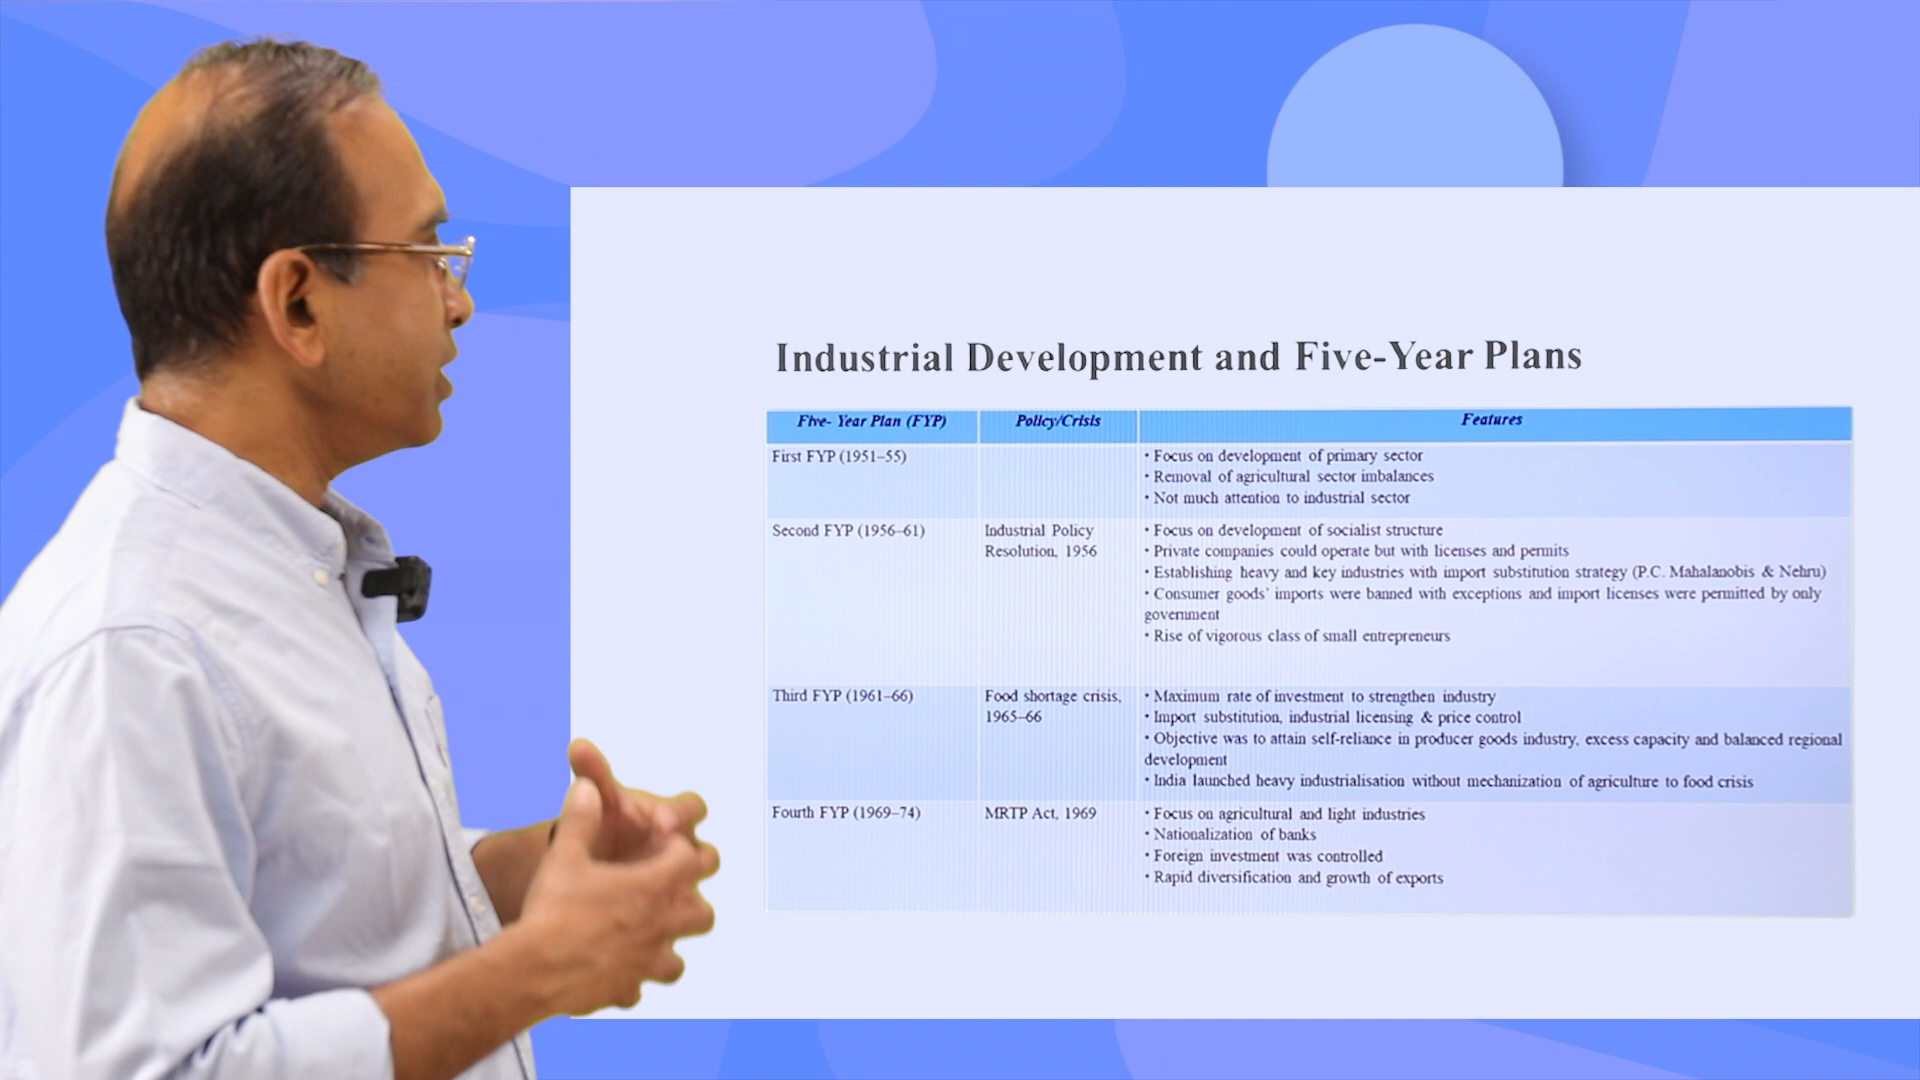 Industrial Development and Five-Year Plans
Five- Year Plan (FYP) Policy/Crisis Features
First FYP (1951–55)
• Focus on development of primary sector
• Removal of agricultural sector imbalances
• Not much attention to industrial sector
Second FYP (1956–61)
Industrial Policy
Resolution, 1956
• Focus on development of socialist structure
• Private companies could operate but with licenses and permits
• Establishing heavy and key industries with import substitution strategy (P.C. Mahalanobis & Nehru)
• Consumer goods' imports were banned with exceptions and import licenses were permitted by only
government
• Rise of vigorous class of small entrepreneurs
Third FYP (1961–66)
Food shortage crisis,
1965–66
• Maximum rate of investment to strengthen industry
• Import substitution, industrial licensing & price control
• Objective was to attain self-reliance in producer goods industry, excess capacity and balanced regional
development
• India launched heavy industrialisation without mechanization of agriculture to food crisis
Fourth FYP (1969–74)
MRTP Act, 1969
• Focus on agricultural and light industries
• Nationalization of banks
• Foreign investment was controlled
• Rapid diversification and growth of exports